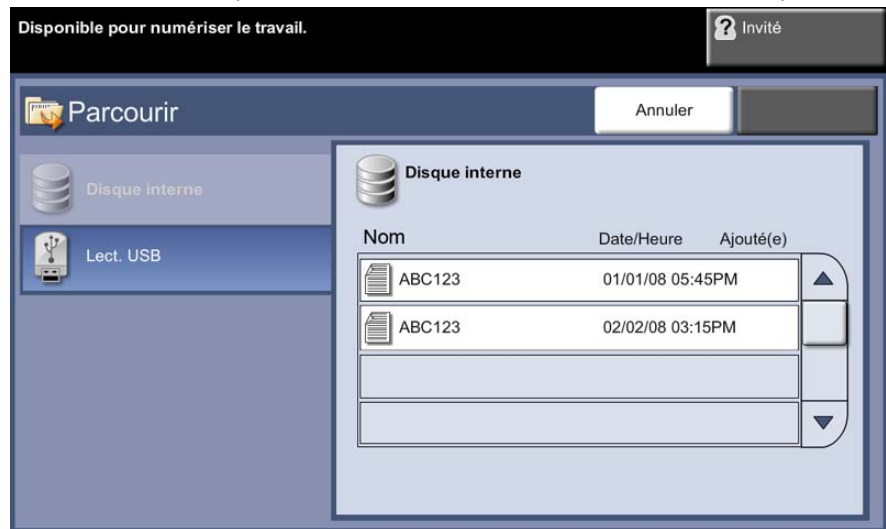 Disponible pour numériser le travail.
Invité
Parcourir
Annuler
Disque interne
Lect. USB
Disque interne
Nom Date/Heure Ajouté(e)
ABC123 01/01/08 05:45PM
ABC123 02/02/08 03:15PM